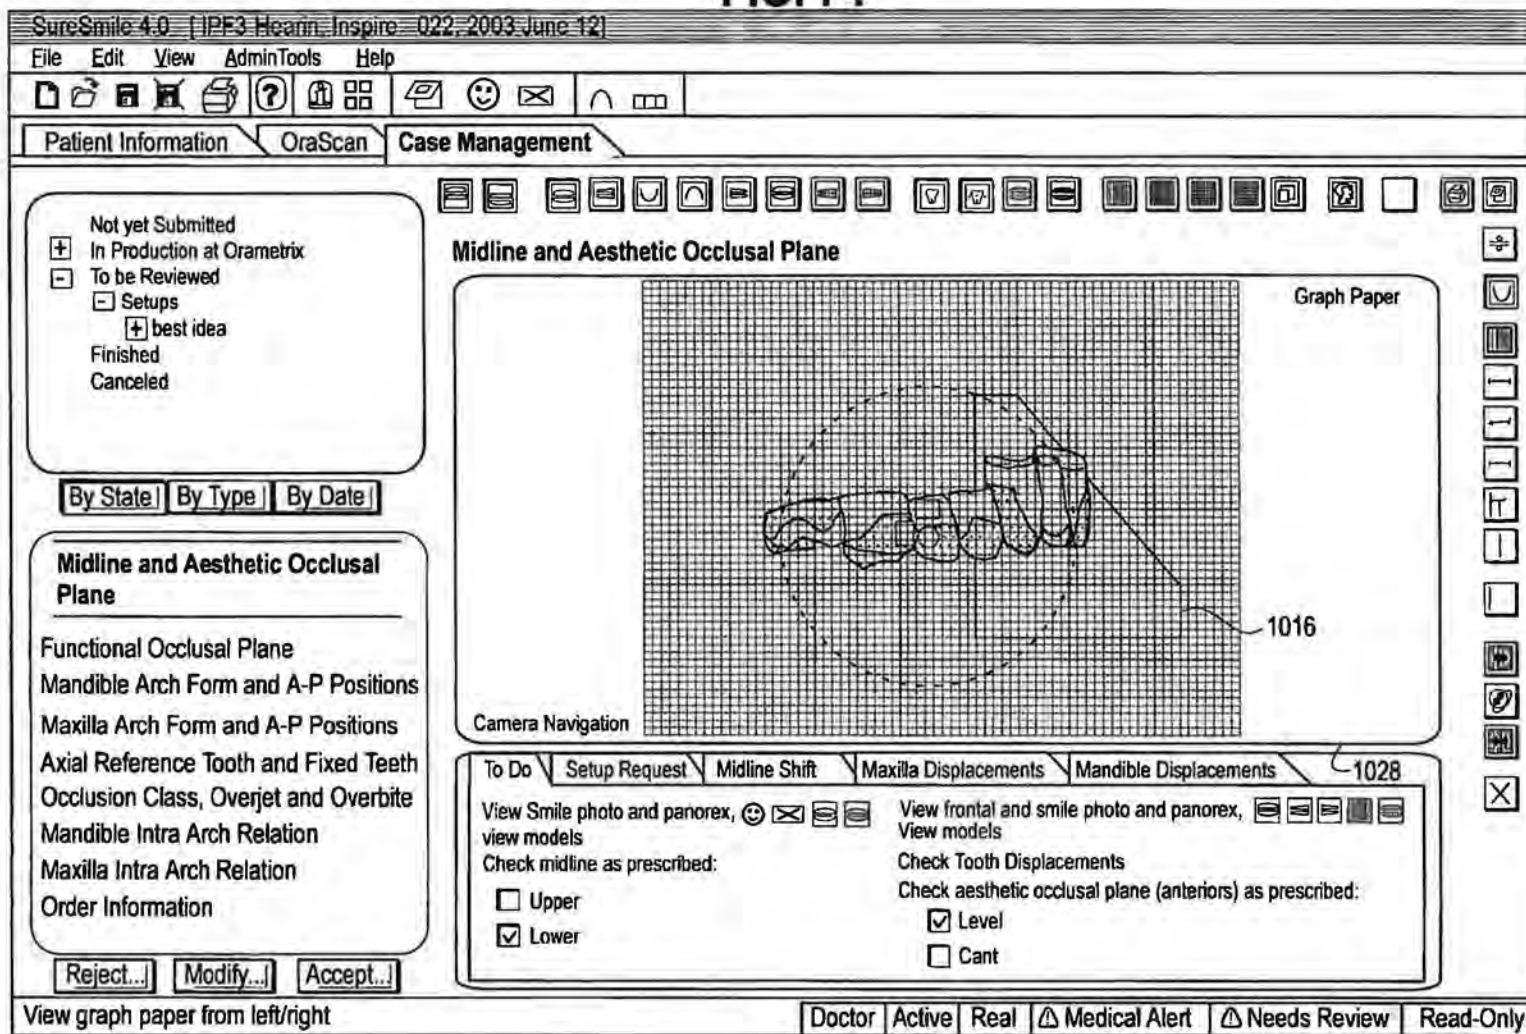 SureSmile 4.0 [ IPF3 Hearin, Inspire 022, 2003 June 12]
File Edit View AdminTools Help
Patient Information OraScan Case Management
Not yet Submitted
+ In Production at Orametrix
- To be Reviewed
- Setups
+ best idea
Finished
Canceled
By State By Type By Date
Midline and Aesthetic Occlusal
Plane
Functional Occlusal Plane
Mandible Arch Form and A-P Positions
Maxilla Arch Form and A-P Positions
Axial Reference Tooth and Fixed Teeth
Occlusion Class, Overjet and Overbite
Mandible Intra Arch Relation
Maxilla Intra Arch Relation
Order Information
Reject... Modify... Accept...
Midline and Aesthetic Occlusal Plane
Graph Paper
1016
Camera Navigation
1028
To Do Setup Request Midline Shift Maxilla Displacements Mandible Displacements
View Smile photo and panorex,
view models
Check midline as prescribed:
Upper
Lower
View frontal and smile photo and panorex,
View models
Check Tooth Displacements
Check aesthetic occlusal plane (anteriors) as prescribed:
Level
Cant
View graph paper from left/right
Doctor Active Real Medical Alert Needs Review Read-Only